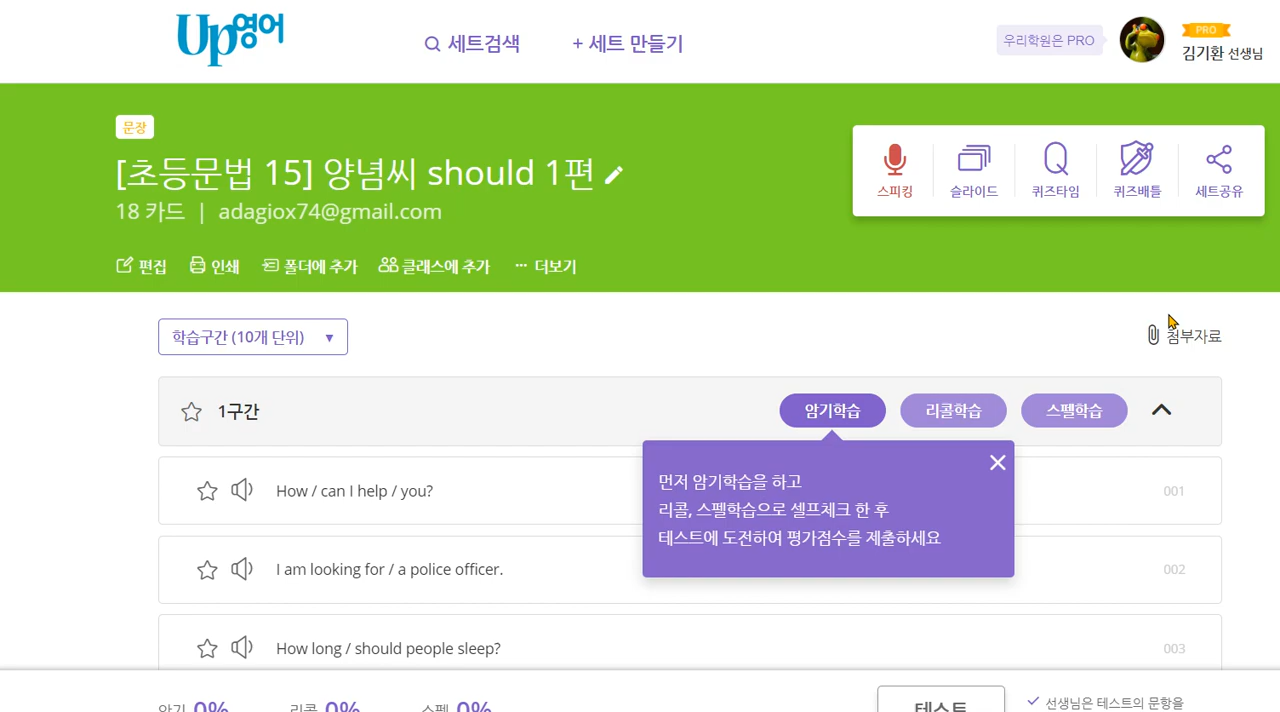 Up영어
세트검색
+ 세트 만들기
우리학원은 PRO
PRO
김기환 선생님
문장
[초등문법 15] 양념씨 should 1편
18 카드 | adagiox74@gmail.com
스피킹
슬라이드
퀴즈타임
퀴즈배틀
세트공유
편집
인쇄
폴더에 추가
클래스에 추가
··· 더보기
학습구간 (10개 단위) ▼
첨부자료
1구간
암기학습
리콜학습
스펠학습
먼저 암기학습을 하고
리콜, 스펠학습으로 셀프체크 한 후
테스트에 도전하여 평가점수를 제출하세요
How / can I help / you?
001
I am looking for / a police officer.
002
How long / should people sleep?
003
암기 0%
리콜 0%
스펠 0%
테스트
선생님은 테스트의 문항을